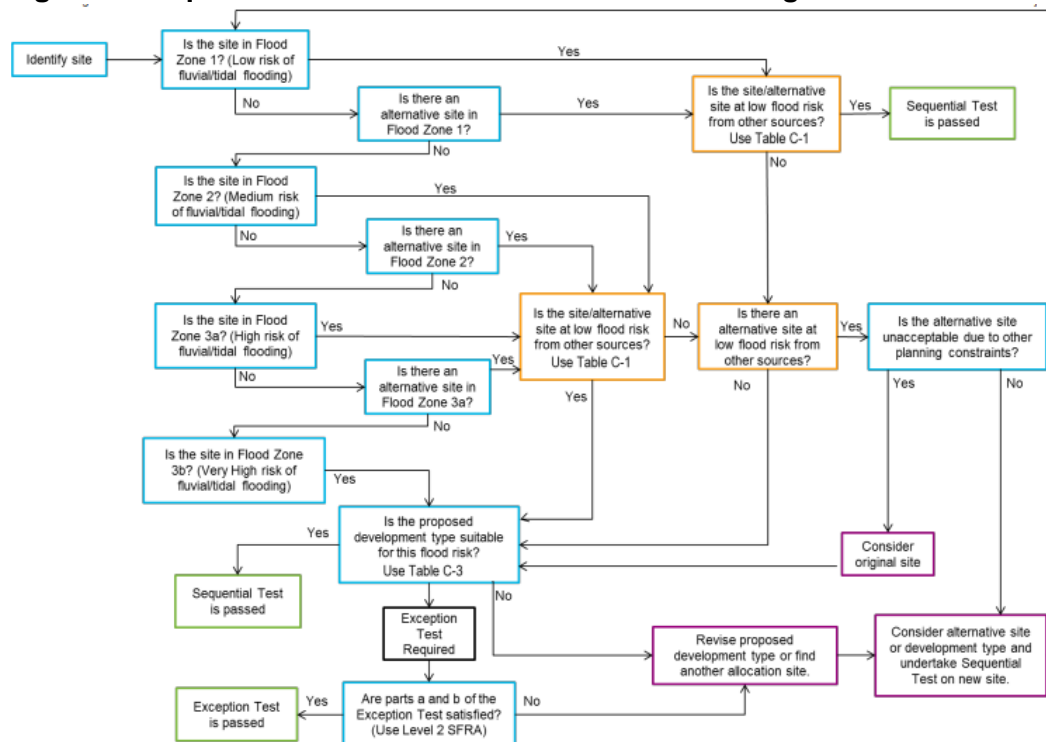 Identify site
Is the site in Flood
Zone 1? (Low risk of
fluvial/tidal flooding)
Yes
No
Is there an
alternative site in
Flood Zone 1?
Yes
No
Is the site/alternative
site at low flood risk
from other sources?
Use Table C-1
Yes
No
Sequential Test
is passed
Is the site in Flood
Zone 2? (Medium risk
of fluvial/tidal flooding)
Yes
No
Is there an
alternative site in
Flood Zone 2?
Yes
No
Is the site in Flood
Zone 3a? (High risk of
fluvial/tidal flooding)
Yes
No
Is there an
alternative site in
Flood Zone 3a?
Yes
No
Is the site/alternative
site at low flood risk
from other sources?
Use Table C-1
No
Yes
Is there an
alternative site at
low flood risk from
other sources?
Yes
No
Is the alternative site
unacceptable due to other
planning constraints?
Yes
No
Is the site in Flood Zone
3b? (Very High risk of
fluvial/tidal flooding)
Yes
Is the proposed
development type suitable
for this flood risk?
Use Table C-3
Yes
No
Sequential Test
is passed
Consider
original site
Exception
Test
Required
Revise proposed
development type or find
another allocation site.
Consider alternative site
or development type and
undertake Sequential
Test on new site.
Are parts a and b of the
Exception Test satisfied?
(Use Level 2 SFRA)
Yes
No
Exception Test
is passed